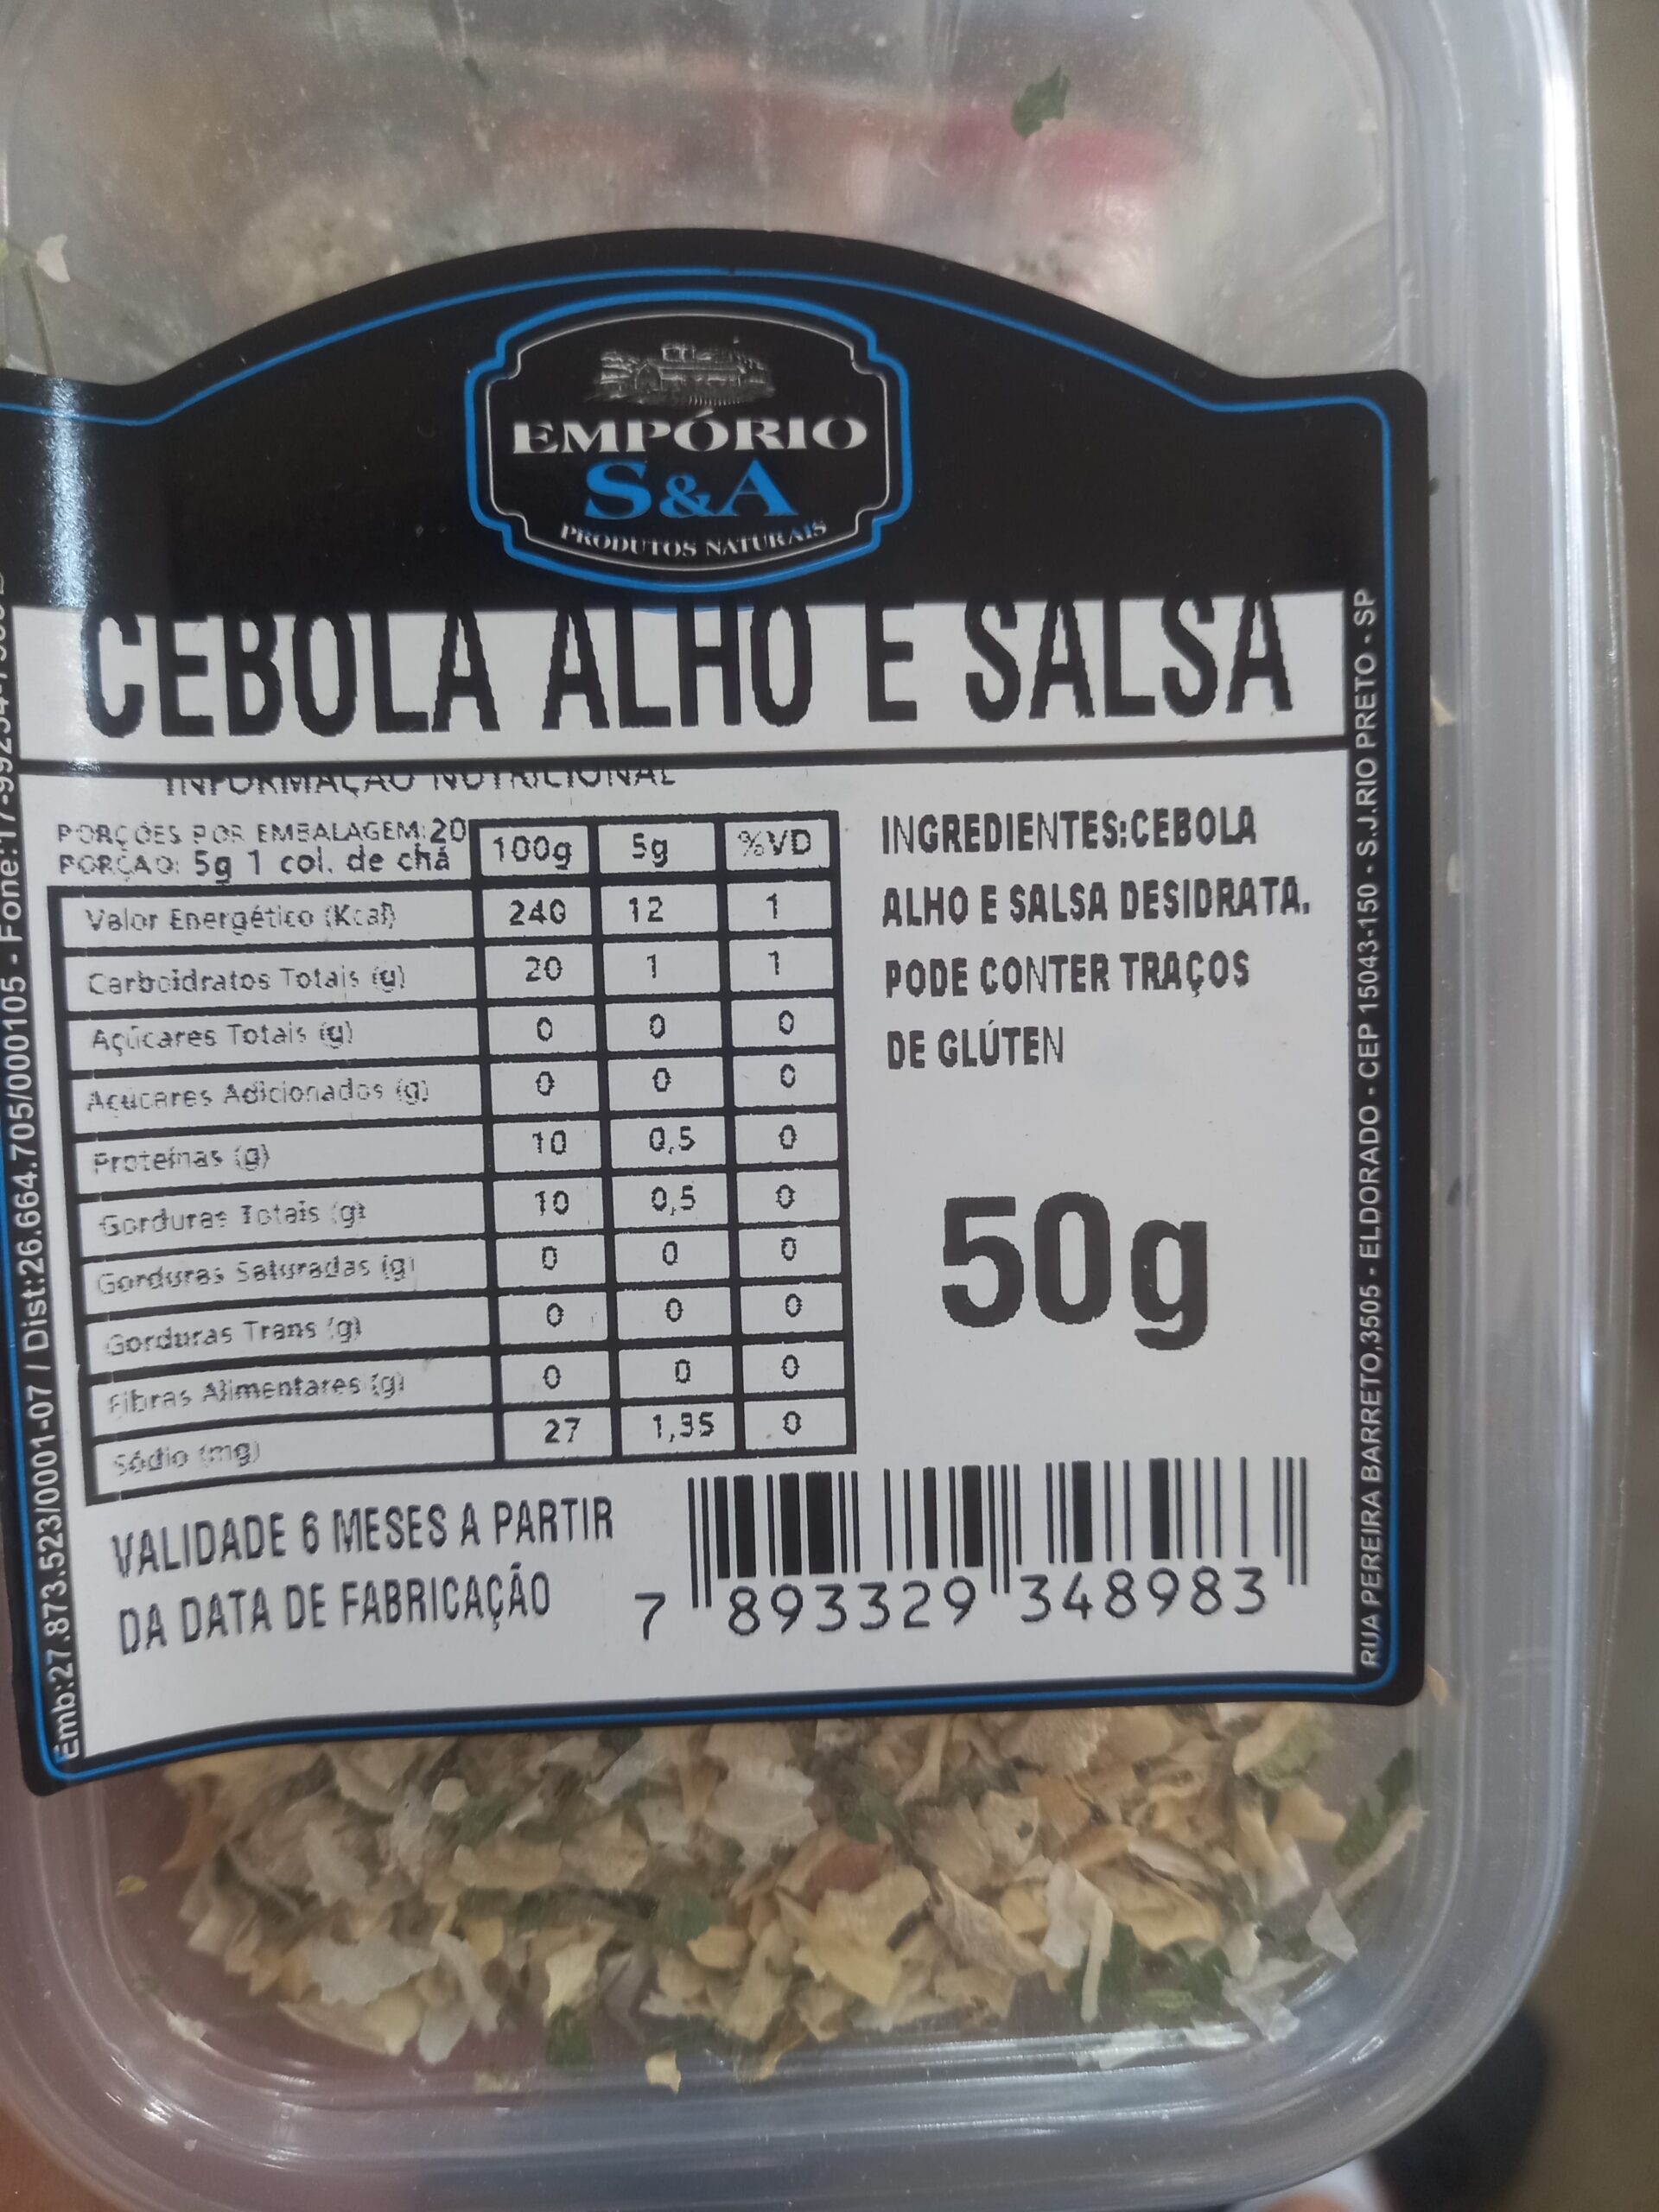 EMPÓRIO
S&A
PRODUTOS NATURAIS
CEBOLA ALHO E SALSA
INFORMAÇÃO NUTRICIONAL
PORÇÕES POR EMBALAGEM:20
PORÇÃO: 5g 1 col. de chá
100g 5g %VD
Valor Energético (Kcal) 240 12 1
Carboidratos Totais (g) 20 1 1
Açúcares Totais (g) 0 0 0
Açúcares Adicionados (g) 0 0 0
Proteínas (g) 10 0,5 0
Gorduras Totais (g) 10 0,5 0
Gorduras Saturadas (g) 0 0 0
Gorduras Trans (g) 0 0 0
Fibras Alimentares (g) 0 0 0
Sódio (mg) 27 1,35 0
INGREDIENTES:CEBOLA
ALHO E SALSA DESIDRATA.
PODE CONTER TRAÇOS
DE GLÚTEN
50g
VALIDADE 6 MESES A PARTIR
DA DATA DE FABRICAÇÃO
7 893329 348983
Emb:27.873.523/0001-07 / Dist:26.664.705/000105 - Fone:17-99254
RUA PEREIRA BARRETO,3505 - ELDORADO - CEP 15043-150 - S.J.RIO PRETO - SP